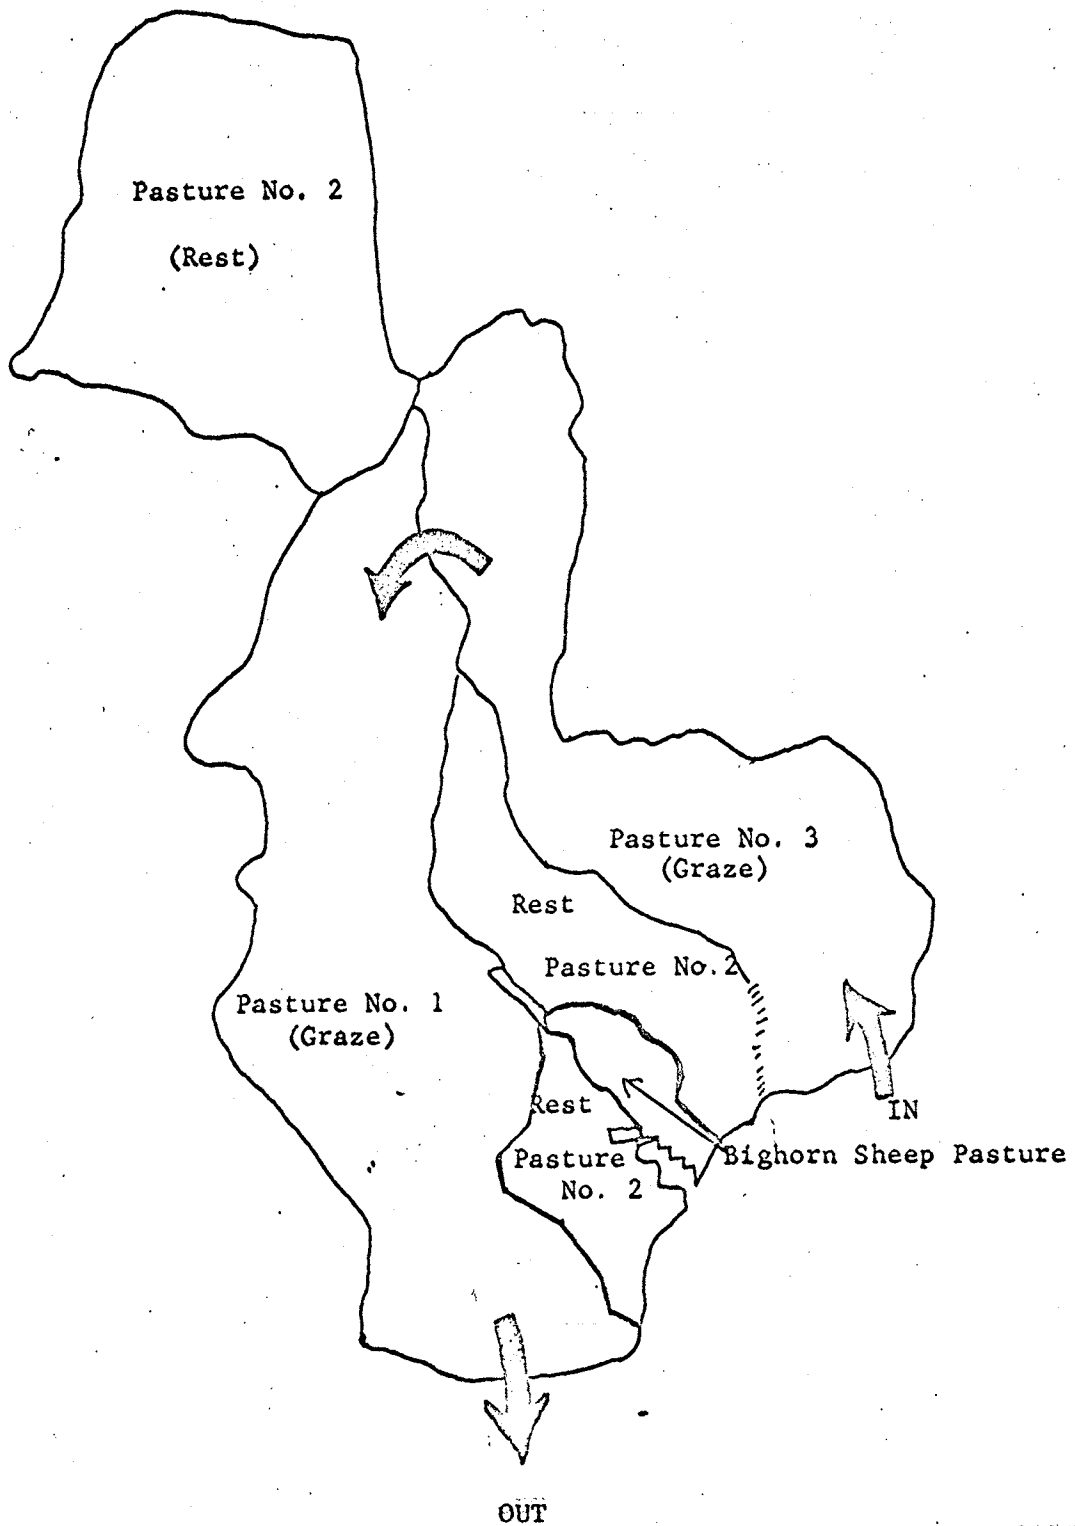 Pasture No. 2
(Rest)
Pasture No. 3
(Graze)
Rest
Pasture No. 2
Pasture No. 1
(Graze)
Rest
Pasture
No. 2
IN
Bighorn Sheep Pasture
OUT